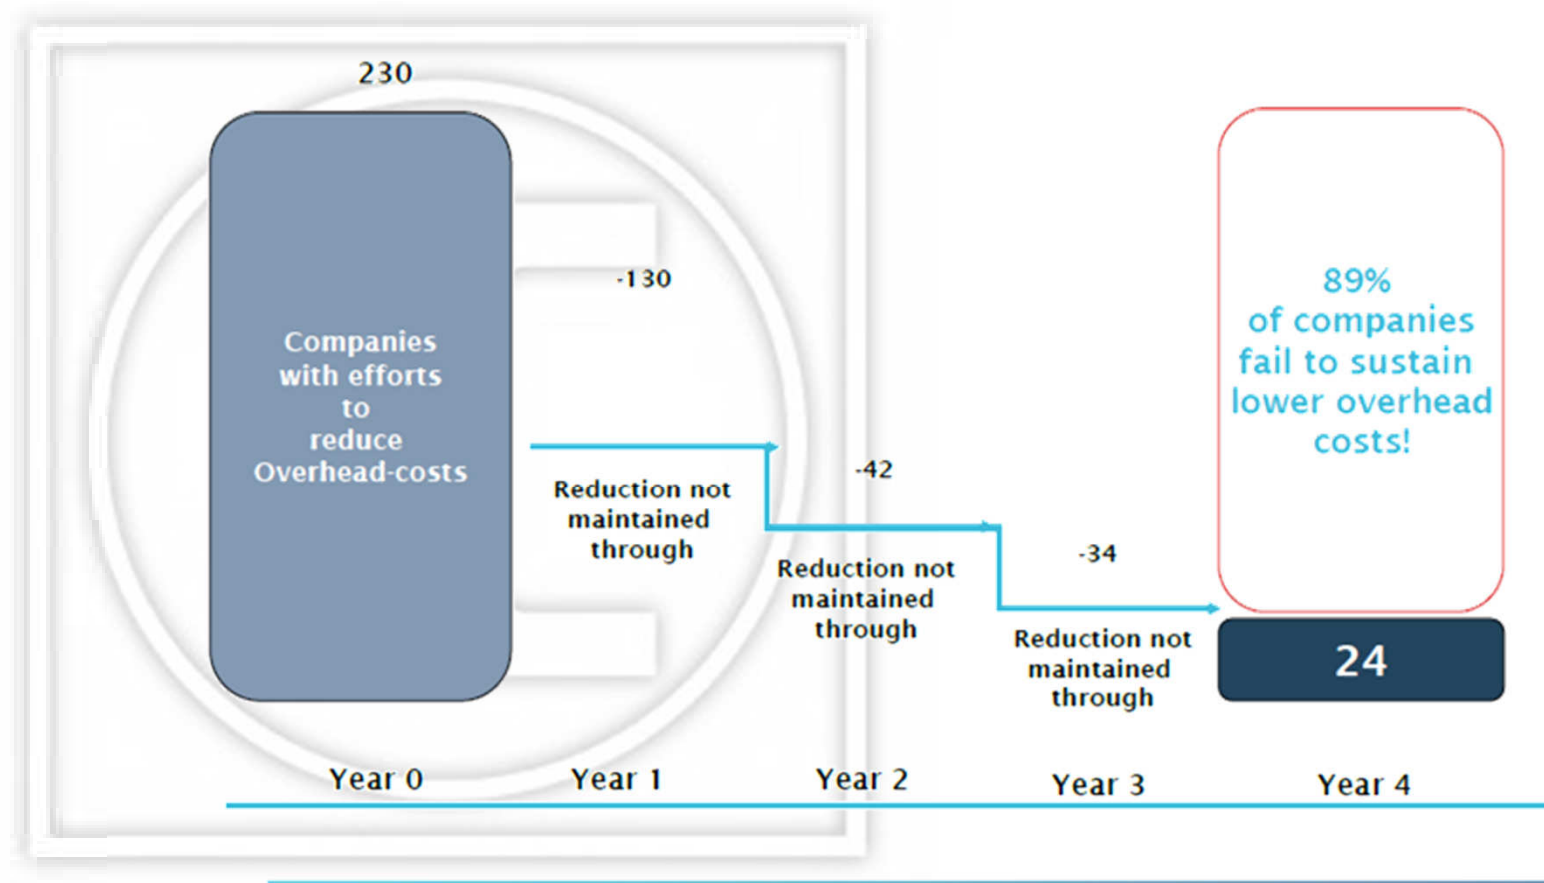 230
Companies
with efforts
to
reduce
Overhead-costs
-130
Reduction not
maintained
through
-42
Reduction not
maintained
through
-34
Reduction not
maintained
through
89%
of companies
fail to sustain
lower overhead
costs!
24
Year 0
Year 1
Year 2
Year 3
Year 4